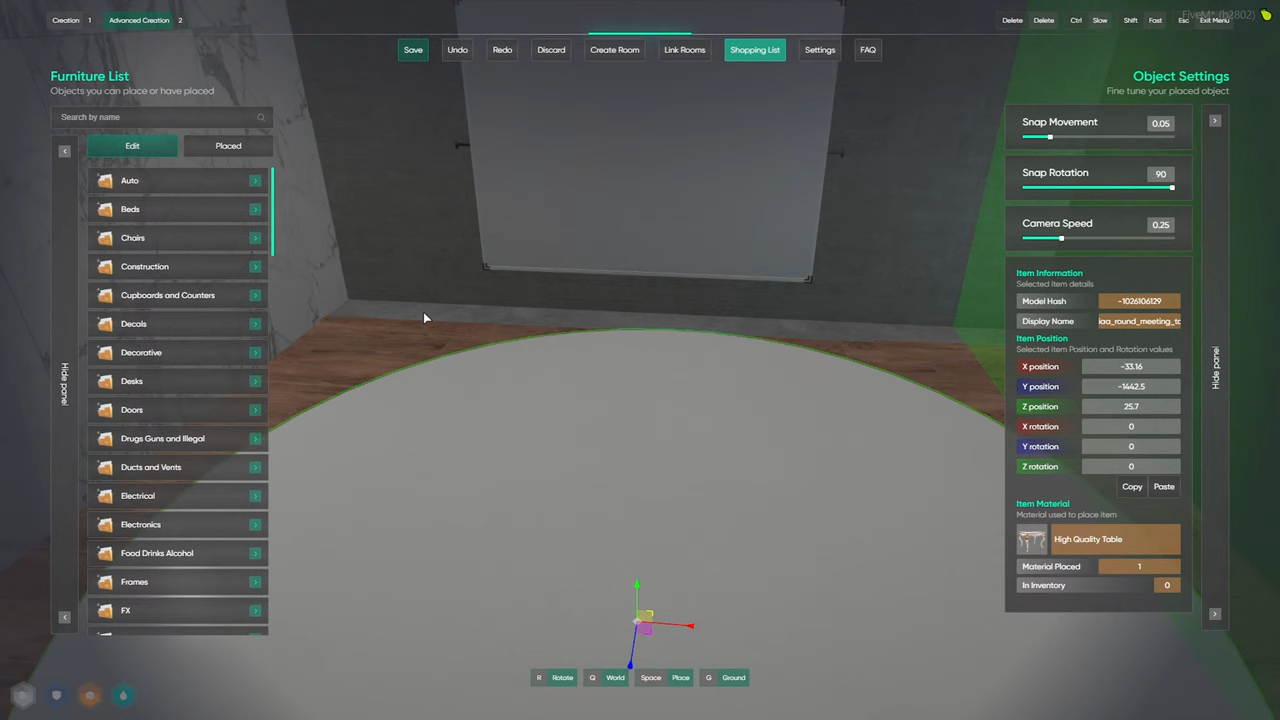 Creation 1 Advanced Creation 2
Delete Delete Ctrl Slow Shift Fast Esc Exit Menu
FiveM* (b2802)
Save Undo Redo Discard Create Room Link Rooms Shopping List Settings FAQ
Furniture List
Objects you can place or have placed
Search by name
Edit Placed
Auto
Beds
Chairs
Construction
Cupboards and Counters
Decals
Decorative
Desks
Doors
Drugs Guns and Illegal
Ducts and Vents
Electrical
Electronics
Food Drinks Alcohol
Frames
FX
Hide panel
Object Settings
Fine tune your placed object
Snap Movement 0.05
Snap Rotation 90
Camera Speed 0.25
Item Information
Selected item details
Model Hash -1026106129
Display Name iaa_round_meeting_tc
Item Position
Selected Item Position and Rotation values
X position -33.16
Y position -1442.5
Z position 25.7
X rotation 0
Y rotation 0
Z rotation 0
Copy Paste
Item Material
Material used to place item
High Quality Table
Material Placed 1
In Inventory 0
Hide panel
R Rotate Q World Space Place G Ground